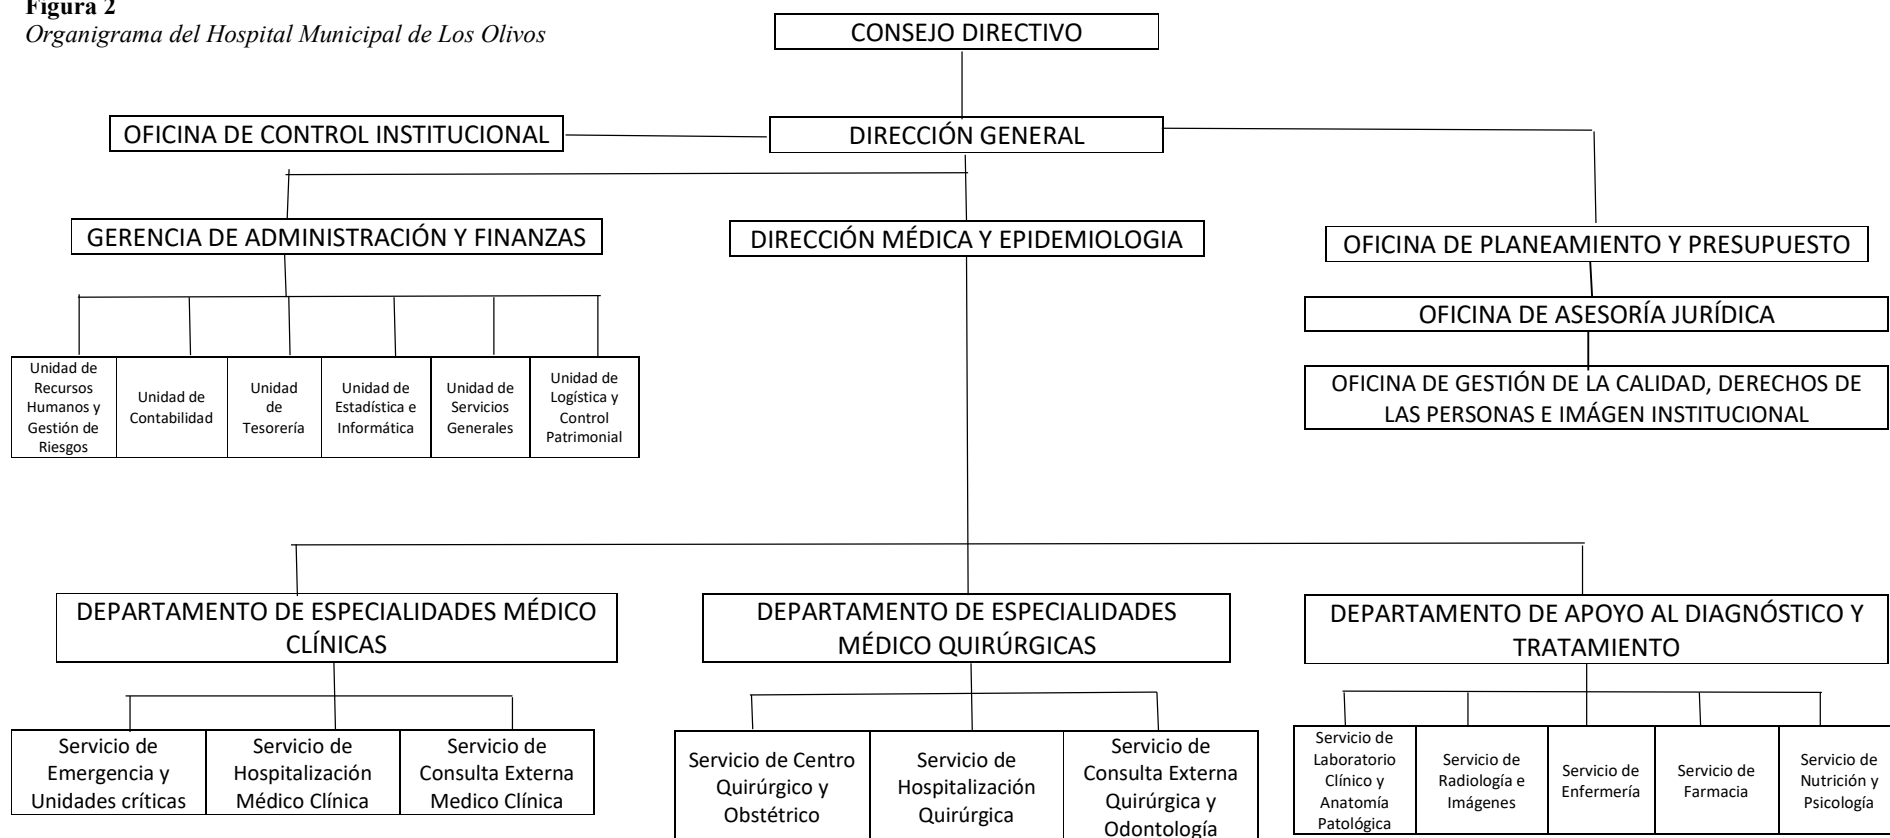 Figura 2
Organigrama del Hospital Municipal de Los Olivos
CONSEJO DIRECTIVO
OFICINA DE CONTROL INSTITUCIONAL
DIRECCIÓN GENERAL
GERENCIA DE ADMINISTRACIÓN Y FINANZAS
DIRECCIÓN MÉDICA Y EPIDEMIOLOGIA
OFICINA DE PLANEAMIENTO Y PRESUPUESTO
OFICINA DE ASESORÍA JURÍDICA
OFICINA DE GESTIÓN DE LA CALIDAD, DERECHOS DE
LAS PERSONAS E IMÁGEN INSTITUCIONAL
Unidad de
Recursos
Humanos y
Gestión de
Riesgos
Unidad de
Contabilidad
Unidad
de
Tesorería
Unidad de
Estadística e
Informática
Unidad de
Servicios
Generales
Unidad de
Logística y
Control
Patrimonial
DEPARTAMENTO DE ESPECIALIDADES MÉDICO
CLÍNICAS
DEPARTAMENTO DE ESPECIALIDADES
MÉDICO QUIRÚRGICAS
DEPARTAMENTO DE APOYO AL DIAGNÓSTICO Y
TRATAMIENTO
Servicio de
Emergencia y
Unidades críticas
Servicio de
Hospitalización
Médico Clínica
Servicio de
Consulta Externa
Medico Clínica
Servicio de Centro
Quirúrgico y
Obstétrico
Servicio de
Hospitalización
Quirúrgica
Servicio de
Consulta Externa
Quirúrgica y
Odontología
Servicio de
Laboratorio
Clínico y
Anatomía
Patológica
Servicio de
Radiología e
Imágenes
Servicio de
Enfermería
Servicio de
Farmacia
Servicio de
Nutrición y
Psicología